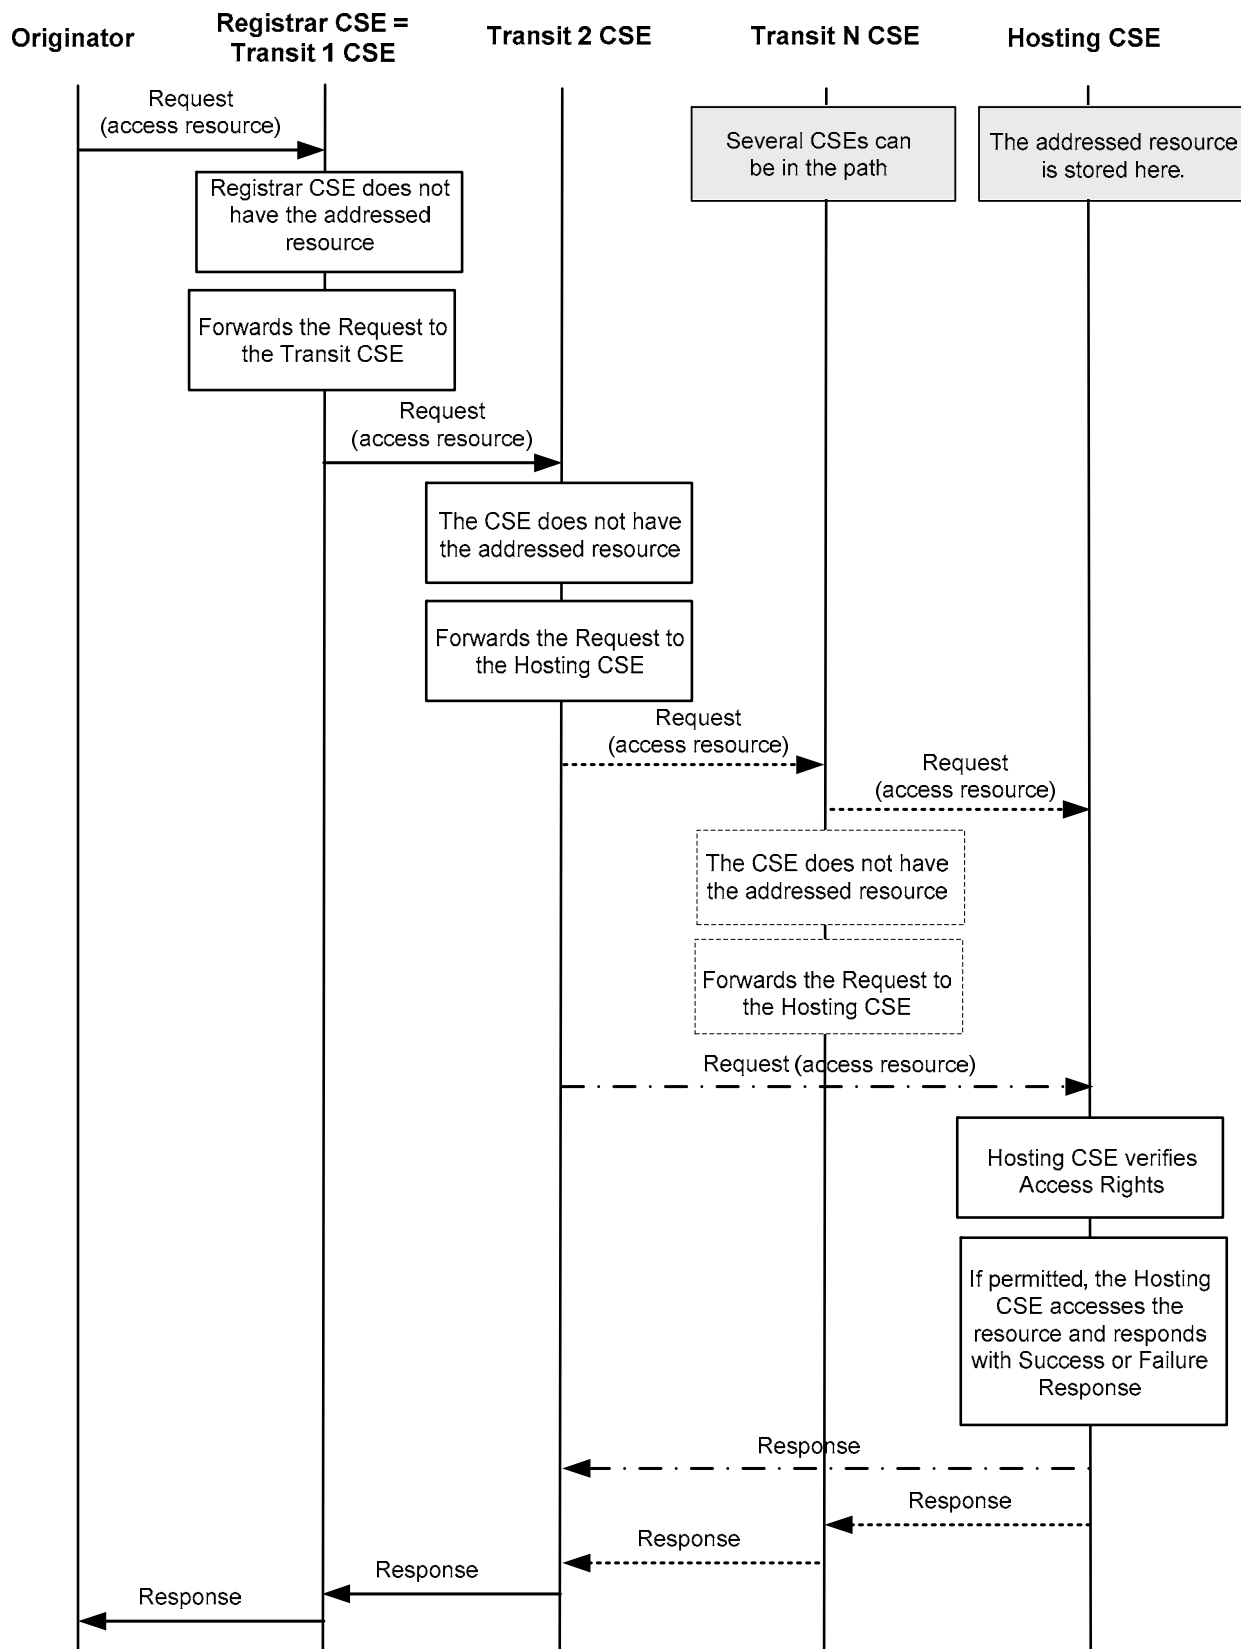 Originator
Registrar CSE =
Transit 1 CSE
Transit 2 CSE
Transit N CSE
Hosting CSE
Request
(access resource)
Several CSEs can
be in the path
The addressed resource
is stored here.
Registrar CSE does not
have the addressed
resource
Forwards the Request to
the Transit CSE
Request
(access resource)
The CSE does not have
the addressed resource
Forwards the Request to
the Hosting CSE
Request
(access resource)
Request
(access resource)
The CSE does not have
the addressed resource
Forwards the Request to
the Hosting CSE
Request (access resource)
Hosting CSE verifies
Access Rights
If permitted, the Hosting
CSE accesses the
resource and responds
with Success or Failure
Response
Response
Response
Response
Response
Response